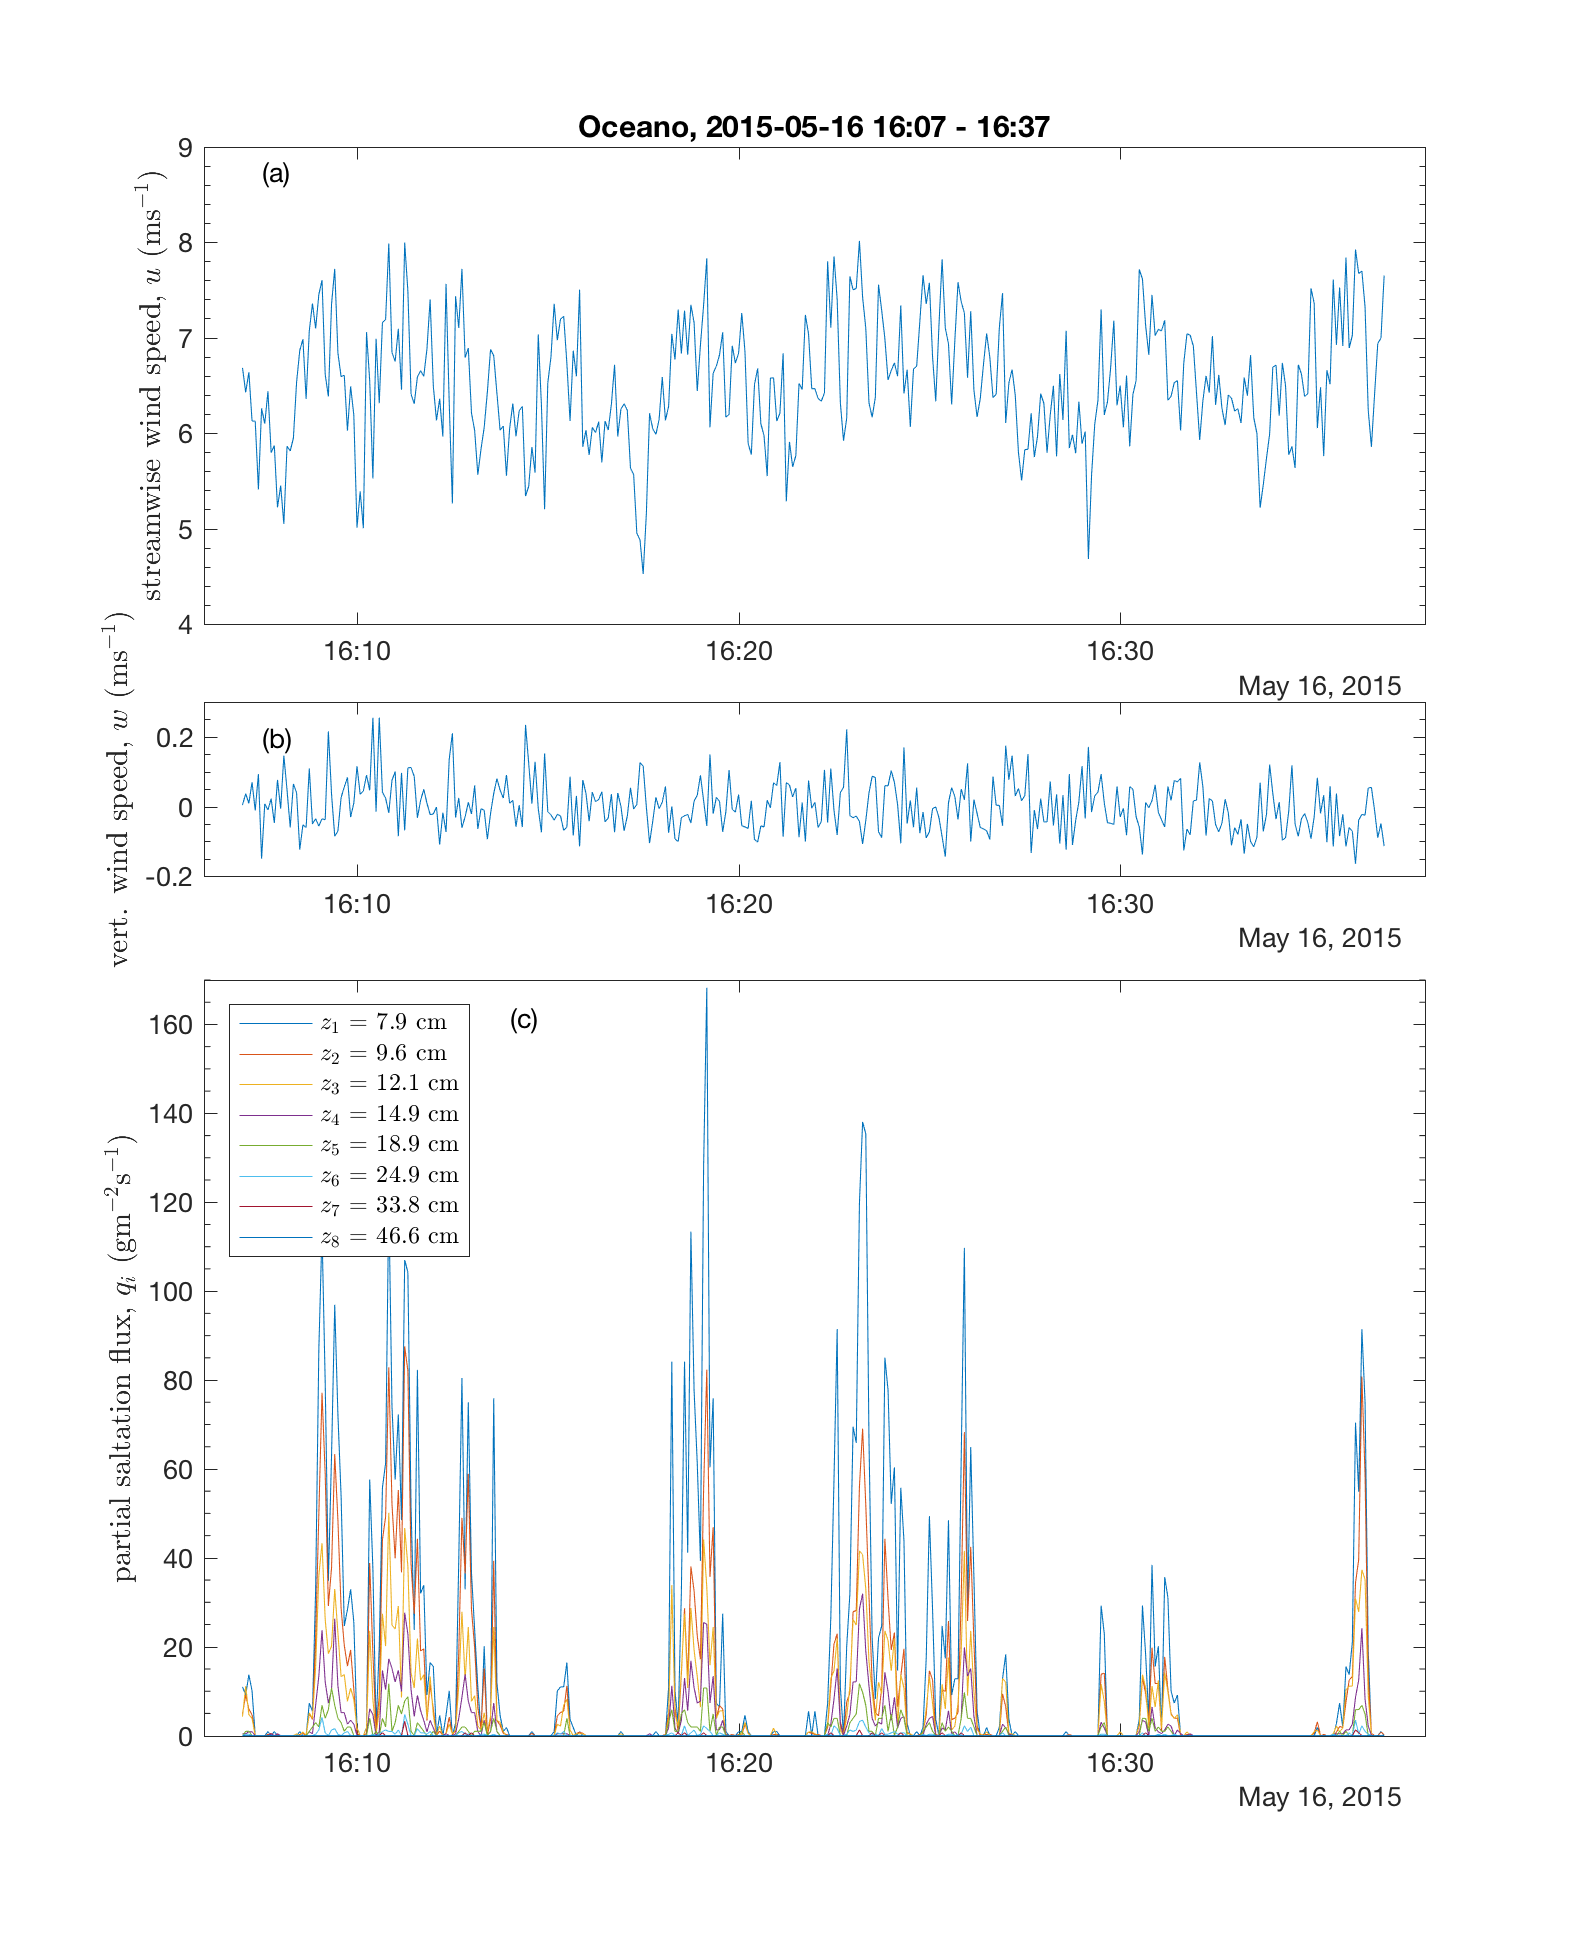 Oceano, 2015-05-16 16:07 - 16:37
(a)
streamwise wind speed, u (ms⁻¹)
9
8
7
6
5
4
16:10 16:20 16:30
May 16, 2015
(b)
vert. wind speed, w (ms⁻¹)
0.2
0
-0.2
16:10 16:20 16:30
May 16, 2015
(c)
partial saltation flux, qᵢ (gm⁻²s⁻¹)
160
140
120
100
80
60
40
20
0
z₁ = 7.9 cm
z₂ = 9.6 cm
z₃ = 12.1 cm
z₄ = 14.9 cm
z₅ = 18.9 cm
z₆ = 24.9 cm
z₇ = 33.8 cm
z₈ = 46.6 cm
16:10 16:20 16:30
May 16, 2015